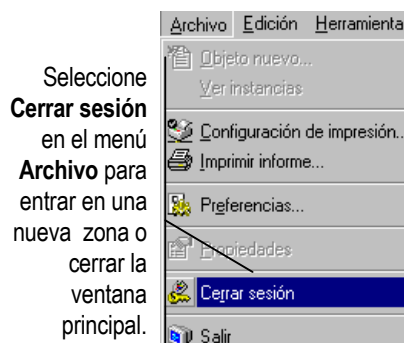 Seleccione
Cerrar sesión
en el menú
Archivo para
entrar en una
nueva zona o
cerrar la
ventana
principal.
Archivo Edición Herramienta
Objeto nuevo...
Ver instancias
Configuración de impresión..
Imprimir informe...
Preferencias...
Propiedades
Cerrar sesión
Salir